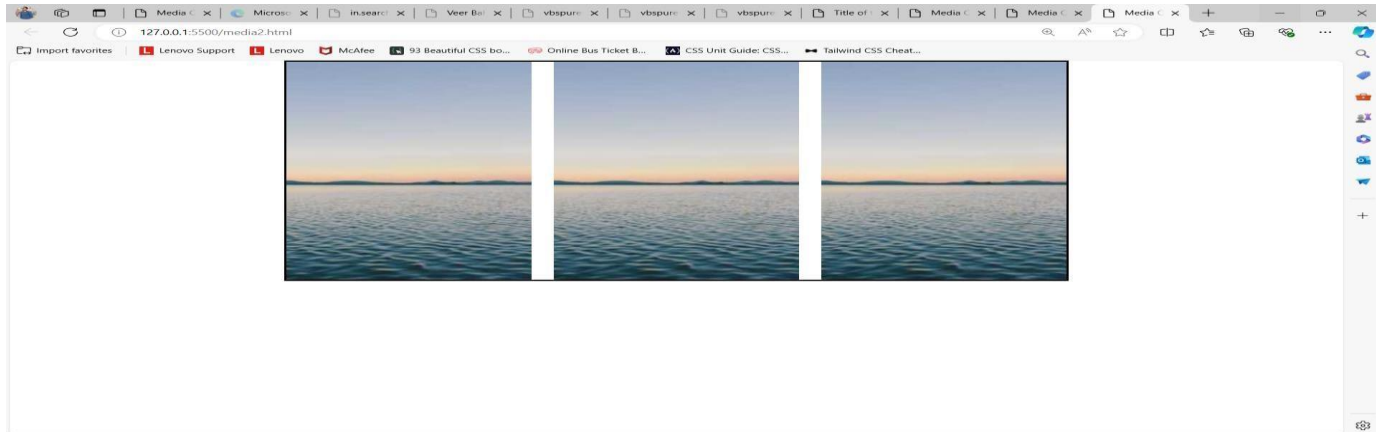 Media C Microso in.searc Veer Bal vbspure vbspure vbspure Title of Media C Media C Media C
127.0.0.1:5500/media2.html
Import favorites Lenovo Support Lenovo McAfee 93 Beautiful CSS bo... Online Bus Ticket B... CSS Unit Guide: CSS... Tailwind CSS Cheat...